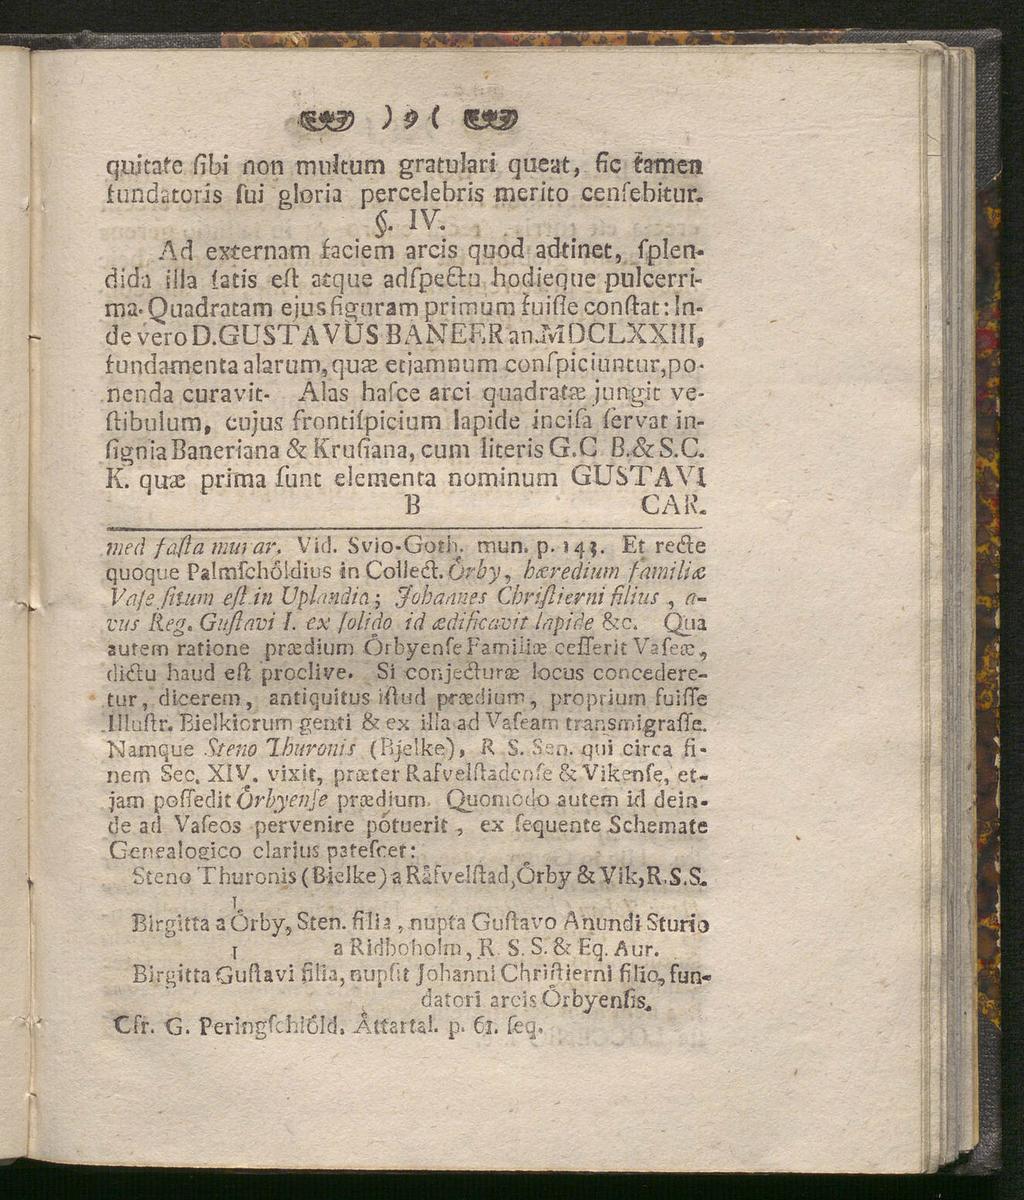 ) 9 (
quitate ſibi non multum gratulari queat, ſic tamen
fundatoris ſui gloria percelebris merito cenſebitur.
§. IV.
Ad externam faciem arcis quod adtinet, ſplen-
dida illa ſatis eſt atque adſpectu hodieque pulcerri-
ma. Quadratam ejus figuram primum fuiſſe conſtat: In-
de vero D. GUSTAVUS BANEER an. MDCLXXIII,
fundamenta alarum, quæ etjamnum conſpiciuntur, po-
nenda curavit. Alas haſce arci quadratæ jungit ve-
ſtibulum, cujus frontiſpicium lapide inciſa ſervat in-
ſignia Baneriana & Kruſiana, cum literis G. C B. & S. C.
K. quæ prima ſunt elementa nominum GUSTAVI
B CAR.
med faſta murar. Vid. Svio-Goth. mun. p. 143. Et recte
quoque Palmſchöldius in Collect. Örby, hæredium familiæ
Vaſe ſitum eſt in Uplandia; Johannes Chriſtierni filius, a-
vus Reg. Guſtavi I. ex ſolido id ædificavit lapide &c. Qua
autem ratione prædium Örbyenſe Familiæ ceſſerit Vaſeæ,
dictu haud eſt proclive. Si conjecturæ locus concedere-
tur, dicerem, antiquitus iſtud prædium, proprium fuiſſe
Illuſtr. Bielkiorum genti & ex illa ad Vaſeam transmigraſſe.
Namque Steno Thuronis (Bjelke), R. S. Sen. qui circa fi-
nem Sec. XIV. vixit, præter Rafvelſtadenſe & Vikenſe, et-
jam poſſedit Örbyenſe prædium. Quomodo autem id dein-
de ad Vaſeos pervenire potuerit, ex ſequente Schemate
Genealogico clarius pateſcet:
Steno Thuronis (Bielke) a Råfvelſtad, Örby & Vik, R. S. S.
I
Birgitta a Örby, Sten. filia, nupta Guſtavo Anundi Sturio
I a Ridboholm, R. S. S. & Eq. Aur.
Birgitta Guſtavi filia, nupſit Johanni Chriſtierni filio, fun-
datori arcis Örbyenſis.
Cfr. G. Peringſchiöld. Ättartal. p. 61. ſeq.